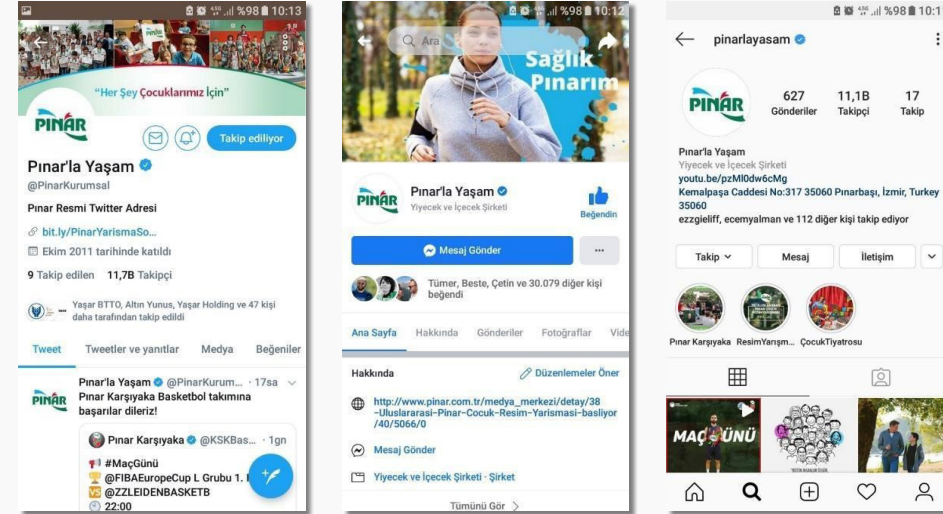 4.5G %98 10:13
"Her Şey Çocuklarımız İçin"
PINAR
Takip ediliyor
Pınar'la Yaşam
@PinarKurumsal
Pınar Resmi Twitter Adresi
bit.ly/PinarYarismaSo...
Ekim 2011 tarihinde katıldı
9 Takip edilen 11,7B Takipçi
Yaşar BTTO, Altın Yunus, Yaşar Holding ve 47 kişi
daha tarafından takip edildi
Tweet Tweetler ve yanıtlar Medya Beğeniler
PINAR
Pınar'la Yaşam @PinarKurum... · 17sa
Pınar Karşıyaka Basketbol takımına
başarılar dileriz!
Pınar Karşıyaka @KSKBas... · 1gn
#MaçGünü
@FIBAEuropeCup L Grubu 1.
VS @ZZLEIDENBASKETB
22:00
%98 10:12
Ara
Sağlık
Pınarım
PINAR
Pınar'la Yaşam
Yiyecek ve İçecek Şirketi
Beğendin
Mesaj Gönder
Tümer, Beste, Çetin ve 30.079 diğer kişi
beğendi
Ana Sayfa Hakkında Gönderiler Fotoğraflar Vide
Hakkında Düzenlemeler Öner
http://www.pinar.com.tr/medya_merkezi/detay/38
-Uluslararasi-Pinar-Cocuk-Resim-Yarismasi-basliyor
/40/5066/0
Mesaj Gönder
Yiyecek ve İçecek Şirketi · Şirket
Tümünü Gör
%98 10:1
pinarlayasam
PINAR
627 11,1B 17
Gönderiler Takipçi Takip
Pınar'la Yaşam
Yiyecek ve İçecek Şirketi
youtu.be/pzMl0dw6cMg
Kemalpaşa Caddesi No:317 35060 Pınarbaşı, İzmir, Turkey
35060
ezzgieliff, ecemyalman ve 112 diğer kişi takip ediyor
Takip Mesaj İletişim
Pınar Karşıyaka ResimYarışm... ÇocukTiyatrosu
MAÇ GÜNÜ